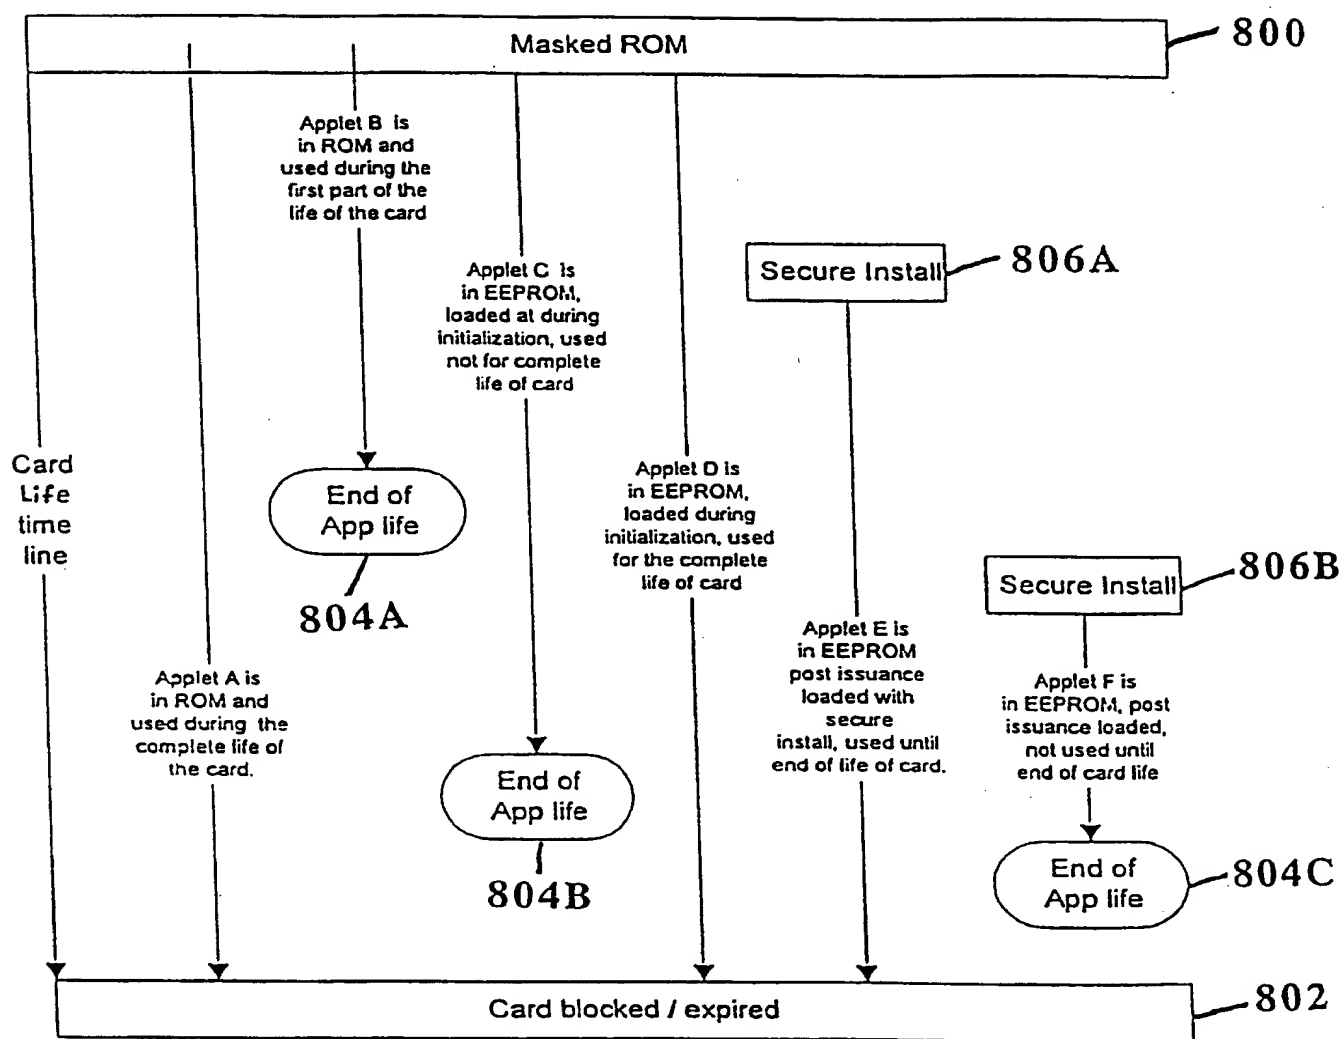 Masked ROM
800
Applet B is
in ROM and
used during the
first part of the
life of the card
Applet C is
in EEPROM,
loaded at during
initialization, used
not for complete
life of card
Secure Install
806A
Card
Life
time
line
End of
App life
804A
Applet D is
in EEPROM,
loaded during
initialization, used
for the complete
life of card
Secure Install
806B
Applet A is
in ROM and
used during the
complete life of
the card.
End of
App life
804B
Applet E is
in EEPROM
post issuance
loaded with
secure
install, used until
end of life of card.
Applet F is
in EEPROM, post
issuance loaded,
not used until
end of card life
End of
App life
804C
Card blocked / expired
802